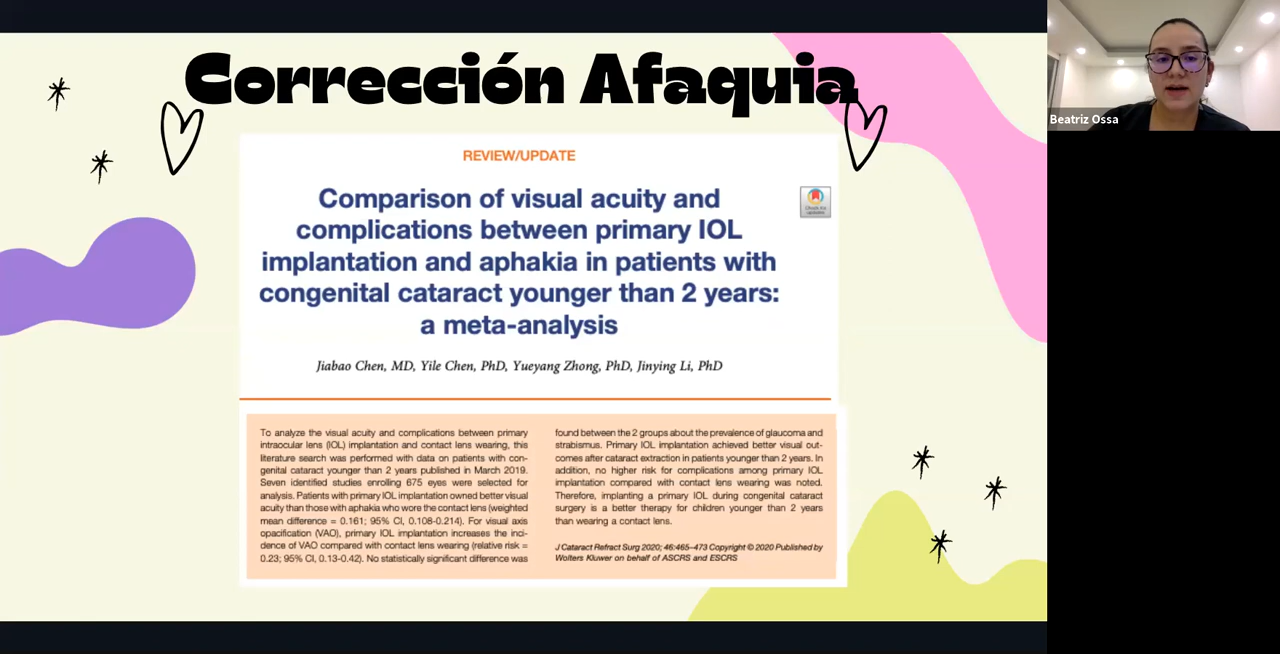 Corrección Afaquia
Beatriz Ossa
REVIEW/UPDATE
Comparison of visual acuity and
complications between primary IOL
implantation and aphakia in patients with
congenital cataract younger than 2 years:
a meta-analysis
Check for
updates
Jiabao Chen, MD, Yile Chen, PhD, Yueyang Zhong, PhD, Jinying Li, PhD
To analyze the visual acuity and complications between primary
intraocular lens (IOL) implantation and contact lens wearing, this
literature search was performed with data on patients with con-
genital cataract younger than 2 years published in March 2019.
Seven identified studies enrolling 675 eyes were selected for
analysis. Patients with primary IOL implantation owned better visual
acuity than those with aphakia who wore the contact lens (weighted
mean difference = 0.161; 95% CI, 0.108-0.214). For visual axis
opacification (VAO), primary IOL implantation increases the inci-
dence of VAO compared with contact lens wearing (relative risk =
0.23; 95% CI, 0.13-0.42). No statistically significant difference was
found between the 2 groups about the prevalence of glaucoma and
strabismus. Primary IOL implantation achieved better visual out-
comes after cataract extraction in patients younger than 2 years. In
addition, no higher risk for complications among primary IOL
implantation compared with contact lens wearing was noted.
Therefore, implanting a primary IOL during congenital cataract
surgery is a better therapy for children younger than 2 years
than wearing a contact lens.
J Cataract Refract Surg 2020; 46:465–473 Copyright © 2020 Published by
Wolters Kluwer on behalf of ASCRS and ESCRS